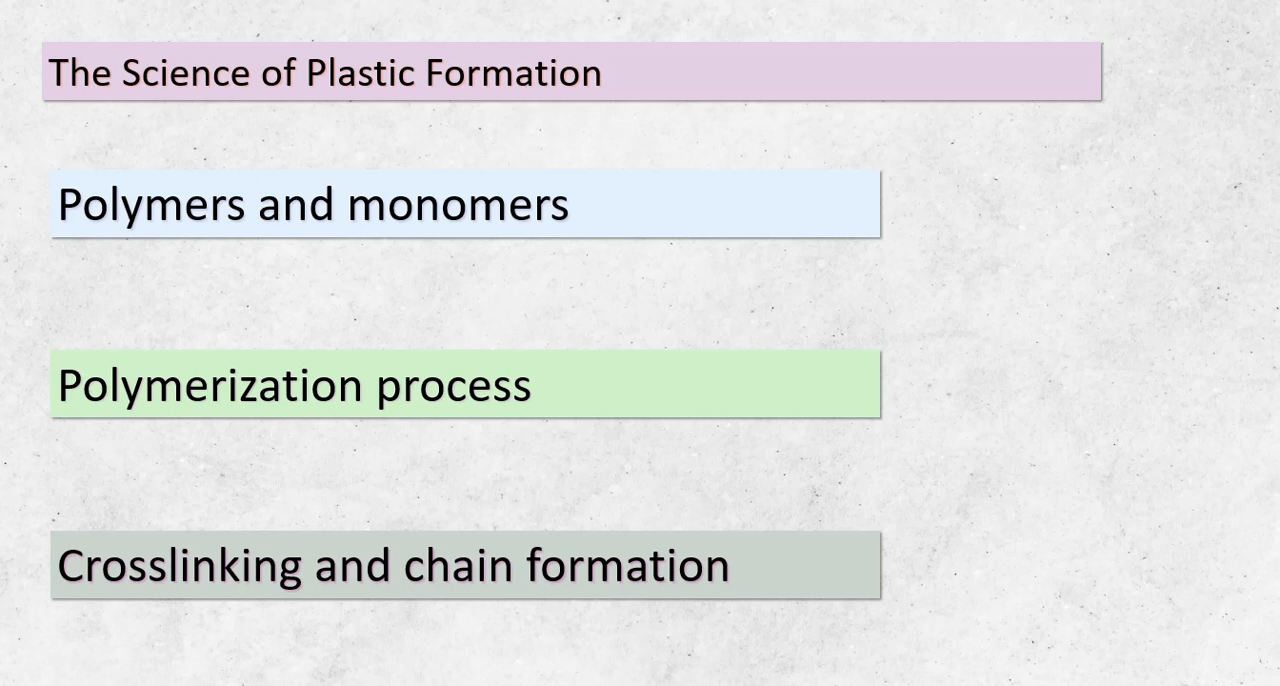 The Science of Plastic Formation
Polymers and monomers
Polymerization process
Crosslinking and chain formation